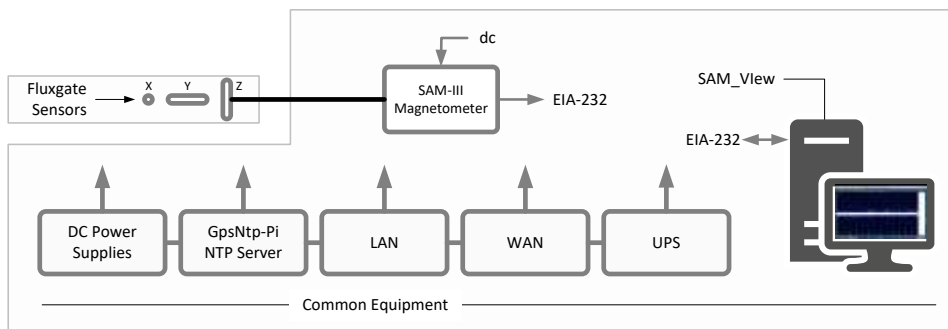 dc
Fluxgate
Sensors
X
Y
Z
SAM-III
Magnetometer
EIA-232
SAM_VIew
EIA-232
DC Power
Supplies
GpsNtp-Pi
NTP Server
LAN
WAN
UPS
Common Equipment